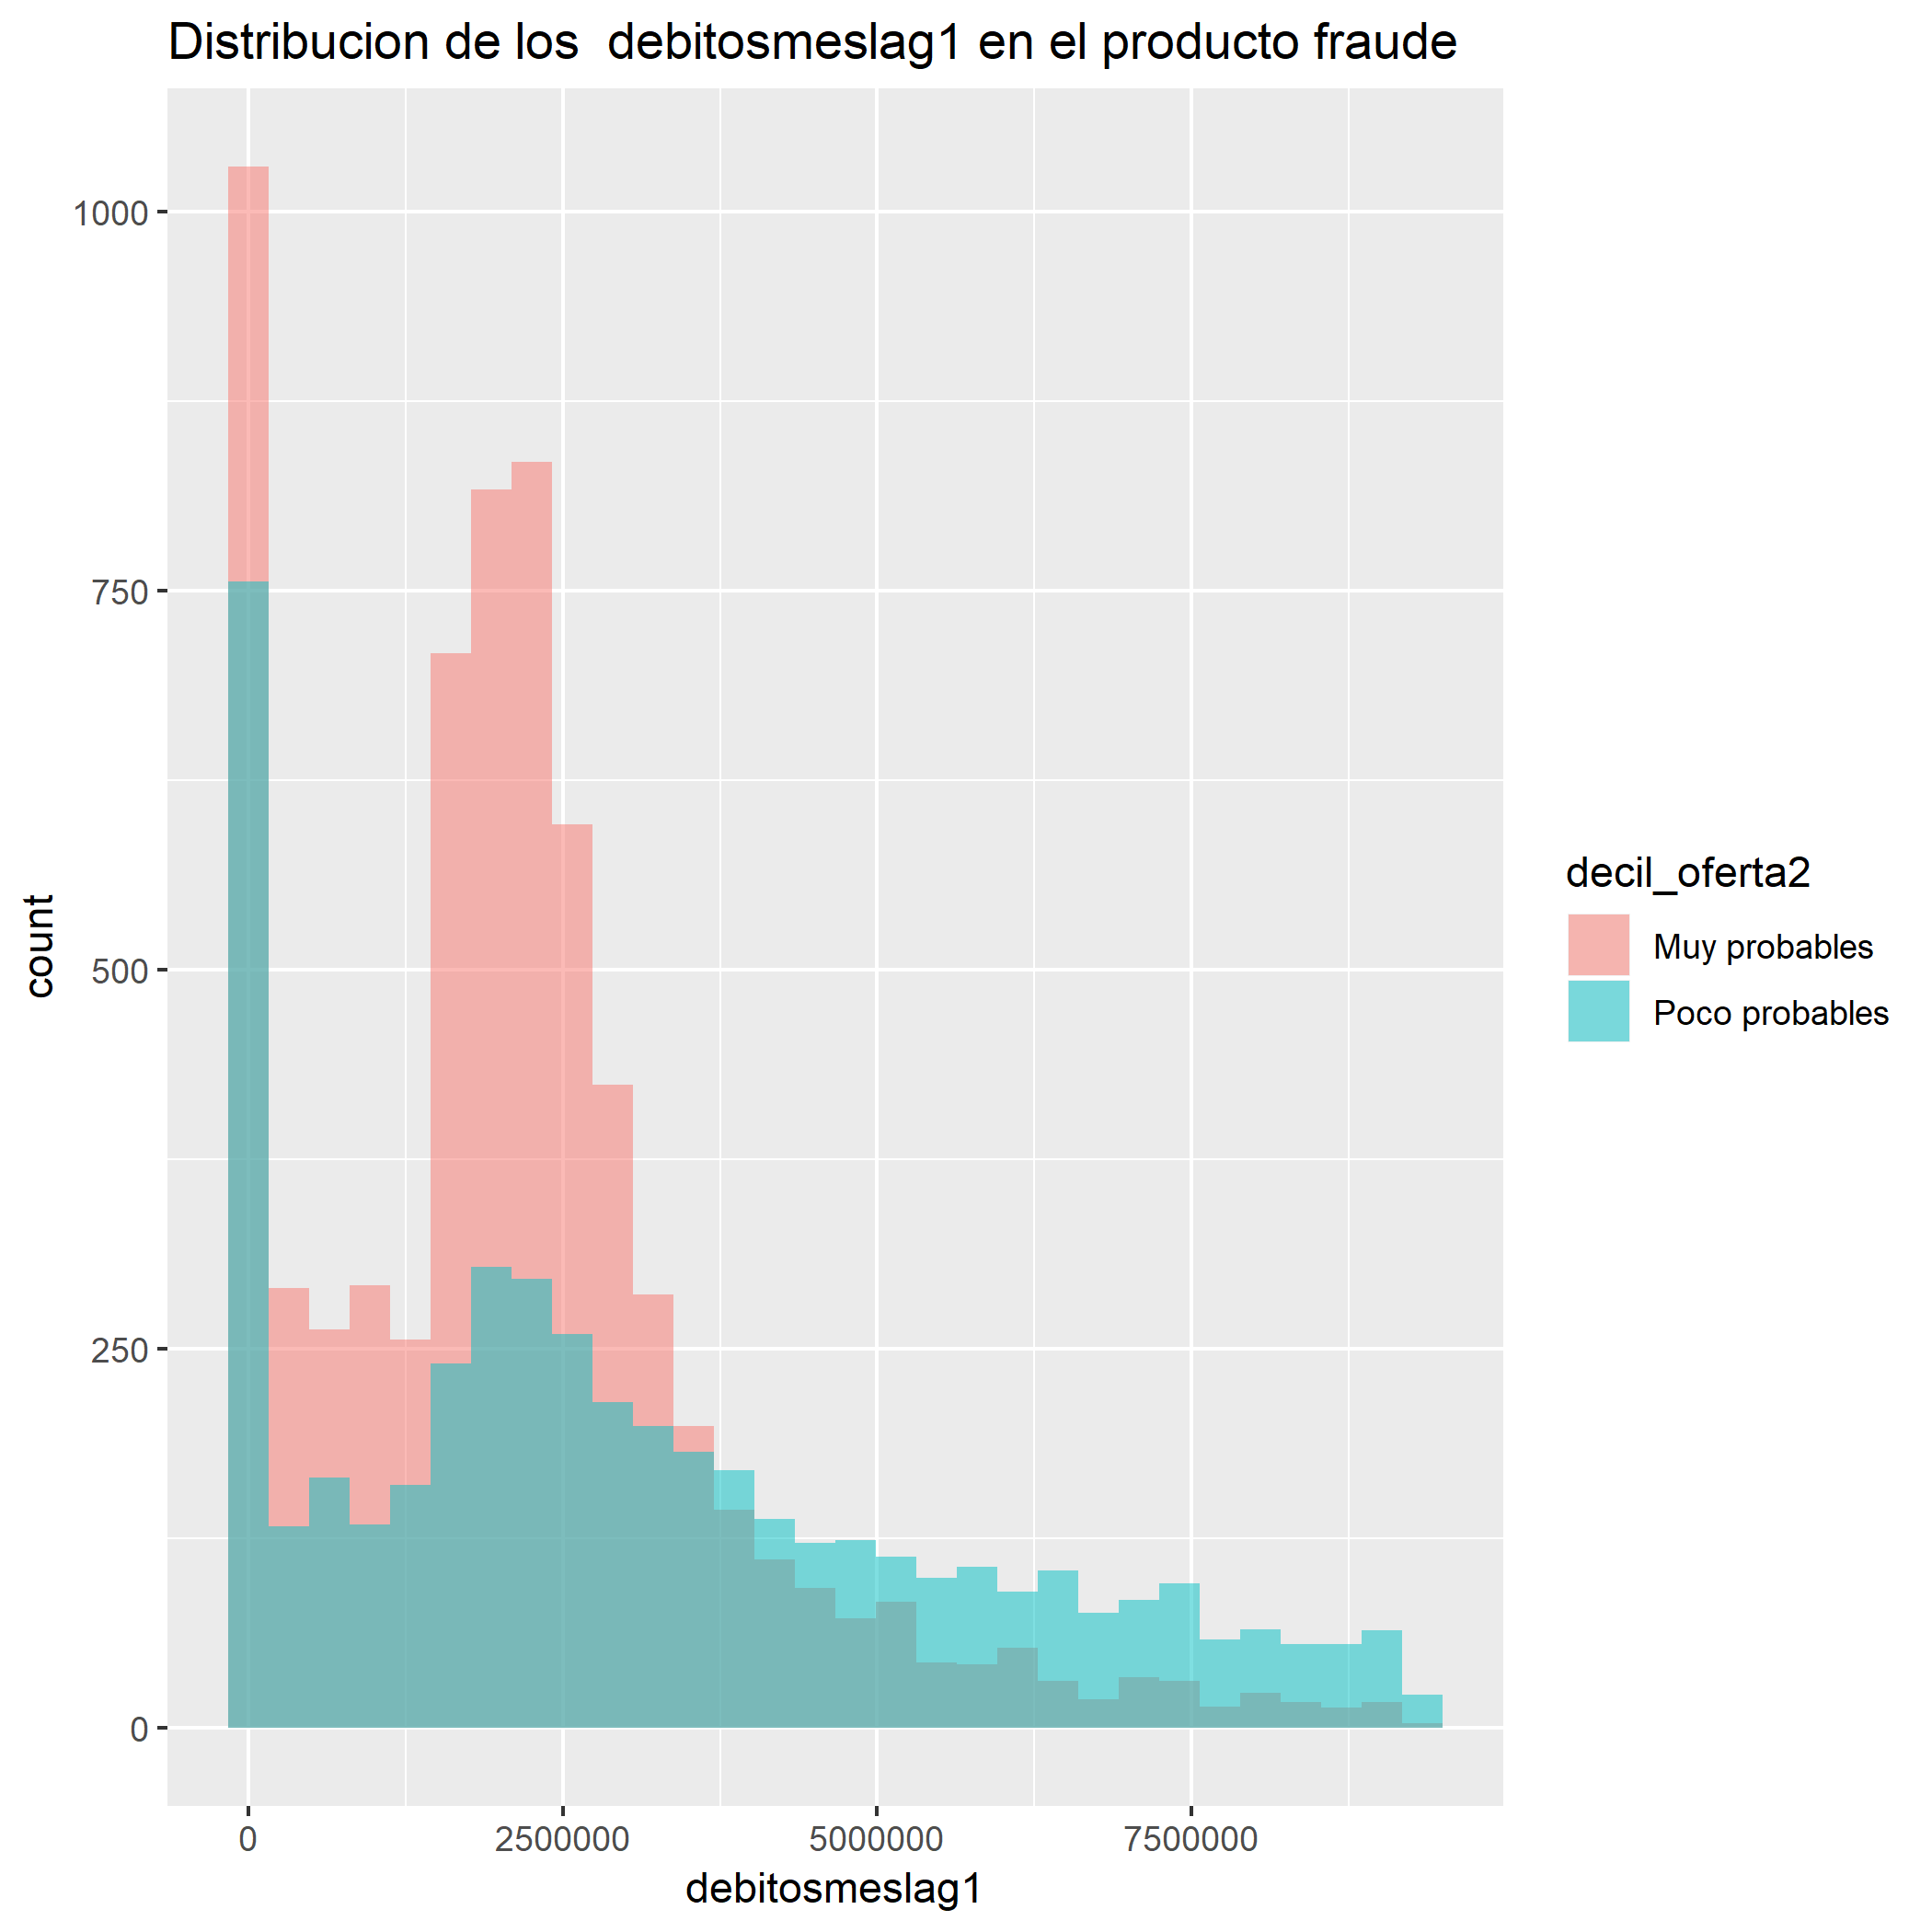 Distribucion de los  debitosmeslag1 en el producto fraude
1000
750
500
250
0
count
0 2500000 5000000 7500000
debitosmeslag1
decil_oferta2
Muy probables
Poco probables